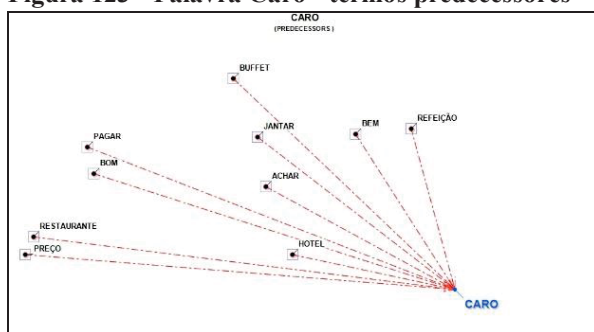 Figura 125 - Palavra Caro - termos predecessores
CARO
(PREDECESSORS)
BUFFET
JANTAR
BEM
REFEIÇÃO
PAGAR
BOM
ACHAR
RESTAURANTE
PREÇO
HOTEL
CARO